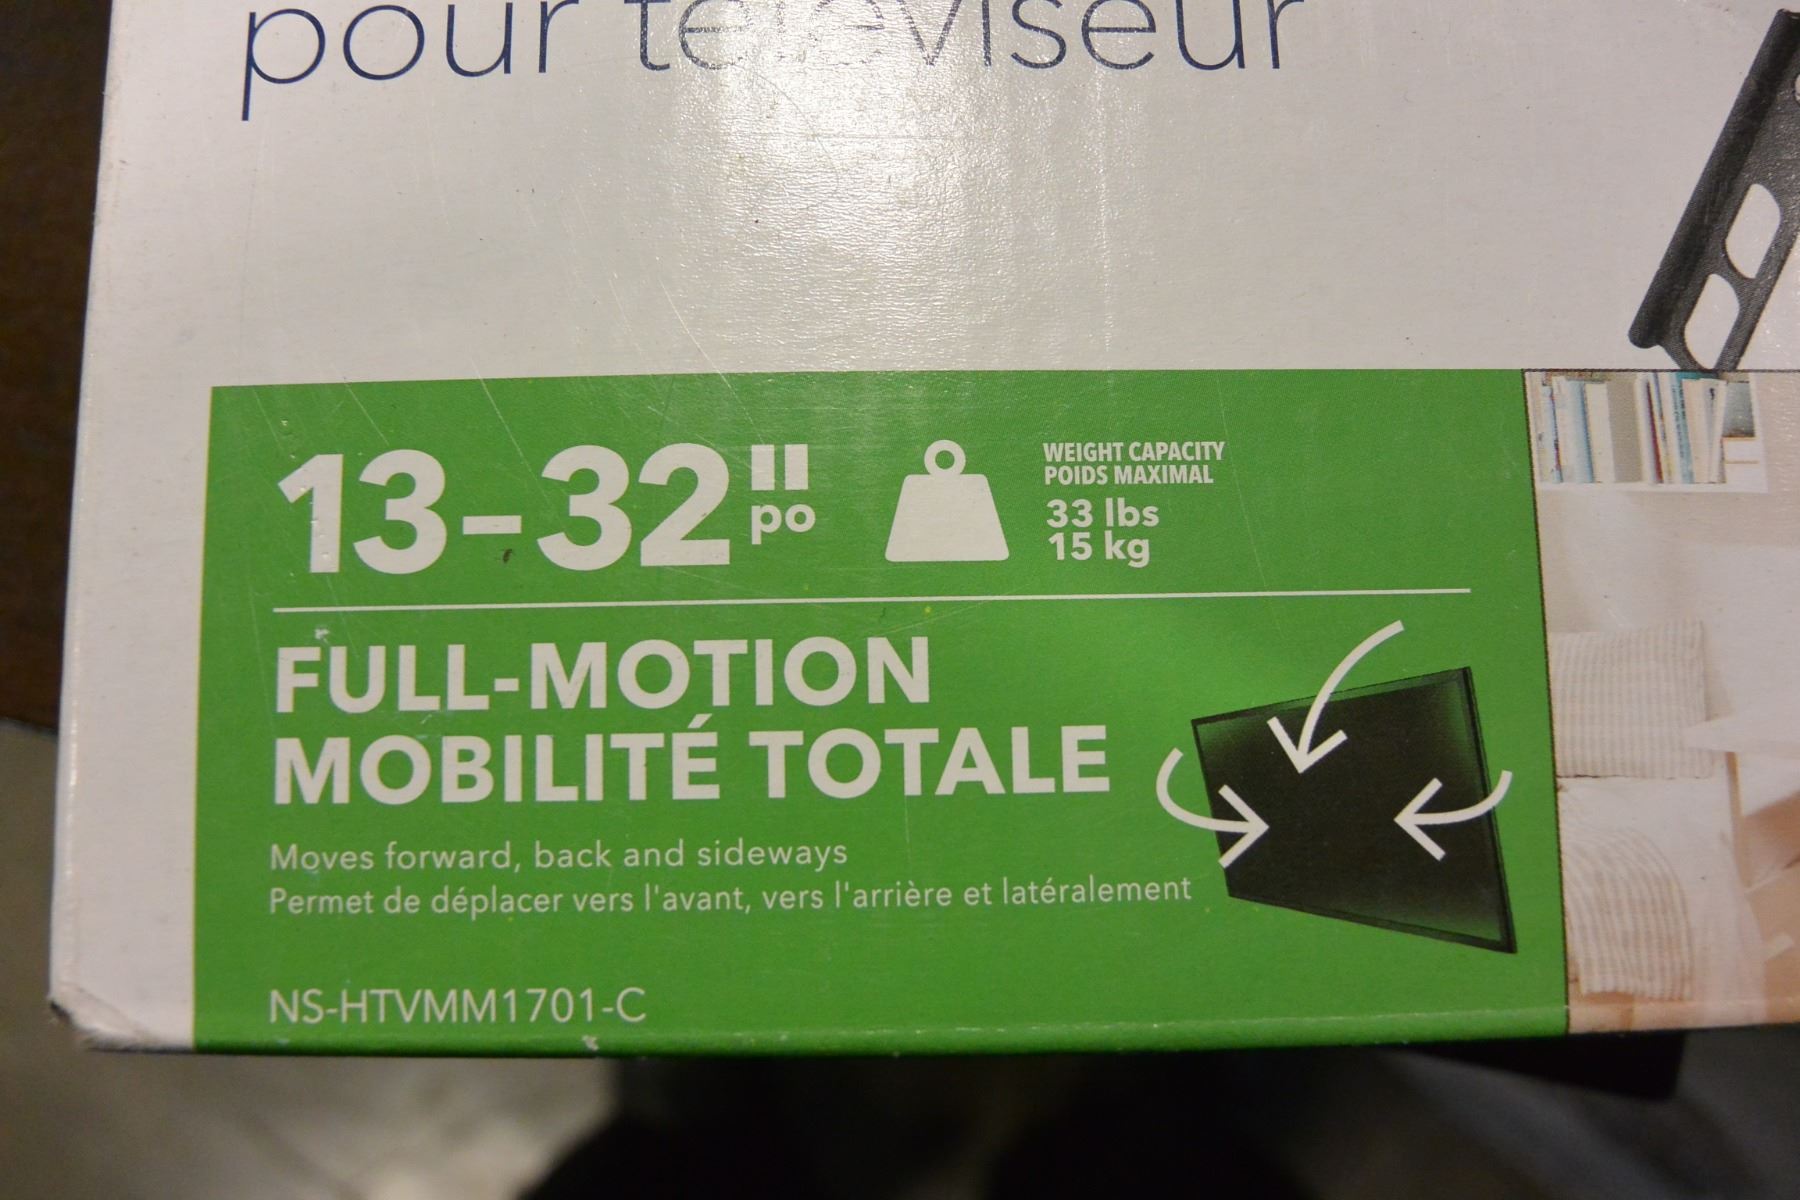 pour téléviseur
13-32"
po
WEIGHT CAPACITY
POIDS MAXIMAL
33 lbs
15 kg
FULL-MOTION
MOBILITÉ TOTALE
Moves forward, back and sideways
Permet de déplacer vers l'avant, vers l'arrière et latéralement
NS-HTVMM1701-C